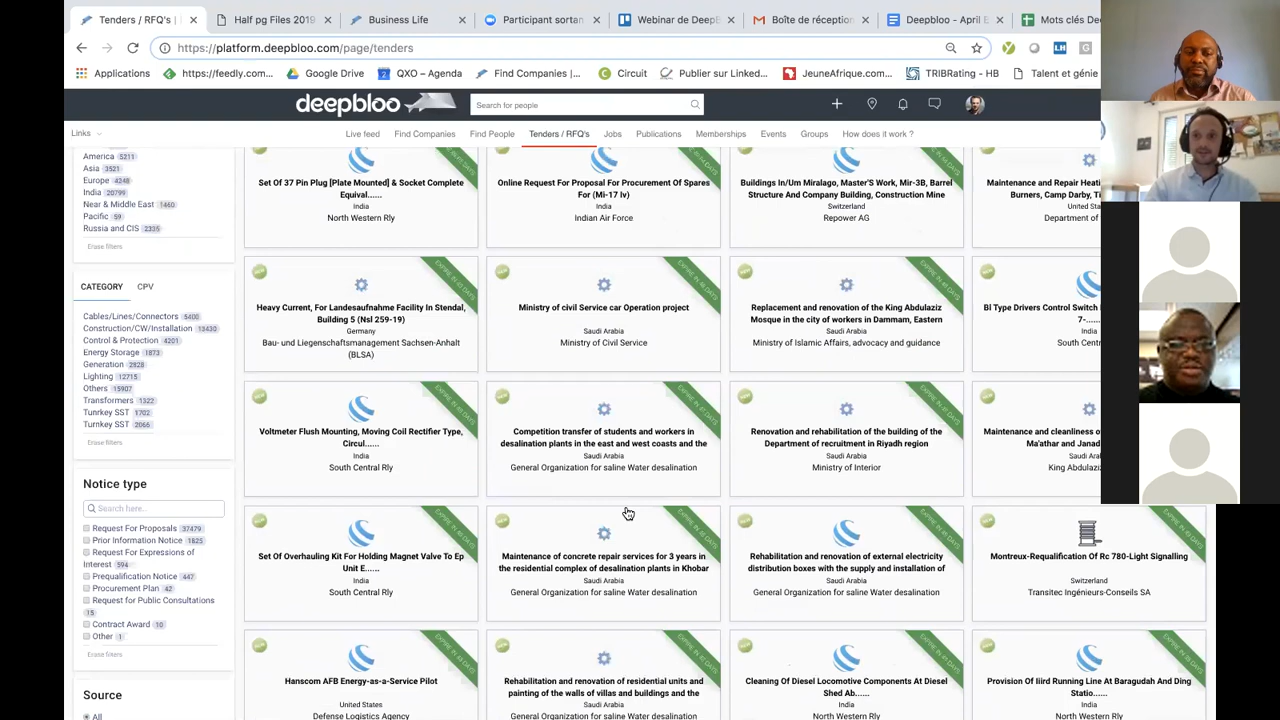 Tenders / RFQ's |
Half pg Files 2019
Business Life
Participant sortan
Webinar de DeepB
Boîte de réception
Deepbloo - April E
Mots clés De
https://platform.deepbloo.com/page/tenders
Applications
https://feedly.com...
Google Drive
QXO – Agenda
Find Companies |...
Circuit
Publier sur Linked...
JeuneAfrique.com...
TRIBRating - HB
Talent et génie
deepbloo
Search for people
Links
Live feed
Find Companies
Find People
Tenders / RFQ's
Jobs
Publications
Memberships
Events
Groups
How does it work ?
America 5211
Asia 3521
Europe 4248
India 20799
Near & Middle East 1460
Pacific 59
Russia and CIS 2335
Erase filters
CATEGORY
CPV
Cables/Lines/Connectors 5400
Construction/CW/Installation 13430
Control & Protection 4201
Energy Storage 1873
Generation 2828
Lighting 12715
Others 15907
Transformers 1322
Tunrkey SST 1702
Turnkey SST 2066
Erase filters
Notice type
Search here..
Request For Proposals 37479
Prior Information Notice 1825
Request For Expressions of
Interest 594
Prequalification Notice 447
Procurement Plan 42
Request for Public Consultations
15
Contract Award 10
Other 1
Erase filters
Source
All
Set Of 37 Pin Plug [Plate Mounted] & Socket Complete
Equival.....
India
North Western Rly
Online Request For Proposal For Procurement Of Spares
For (Mi-17 Iv)
India
Indian Air Force
Buildings In/Um Miralago, Master'S Work, Mir-3B, Barrel
Structure And Company Building, Construction Mine
Switzerland
Repower AG
Maintenance and Repair Heati
Burners, Camp Darby, Ti
United Sta
Department of
Heavy Current, For Landesaufnahme Facility In Stendal,
Building 5 (Nsl 259-19)
Germany
Bau- und Liegenschaftsmanagement Sachsen-Anhalt
(BLSA)
Ministry of civil Service car Operation project
Saudi Arabia
Ministry of Civil Service
Replacement and renovation of the King Abdulaziz
Mosque in the city of workers in Dammam, Eastern
Saudi Arabia
Ministry of Islamic Affairs, advocacy and guidance
Bl Type Drivers Control Switch
7-.....
India
South Centr
Voltmeter Flush Mounting, Moving Coil Rectifier Type,
Circul.....
India
South Central Rly
Competition transfer of students and workers in
desalination plants in the east and west coasts and the
Saudi Arabia
General Organization for saline Water desalination
Renovation and rehabilitation of the building of the
Department of recruitment in Riyadh region
Saudi Arabia
Ministry of Interior
Maintenance and cleanliness o
Ma'athar and Janad
Saudi Ar
King Abdulaziz
Set Of Overhauling Kit For Holding Magnet Valve To Ep
Unit E.....
India
South Central Rly
Maintenance of concrete repair services for 3 years in
the residential complex of desalination plants in Khobar
Saudi Arabia
General Organization for saline Water desalination
Rehabilitation and renovation of external electricity
distribution boxes with the supply and installation of
Saudi Arabia
General Organization for saline Water desalination
Montreux-Requalification Of Rc 780-Light Signalling
Switzerland
Transitec Ingénieurs-Conseils SA
Hanscom AFB Energy-as-a-Service Pilot
United States
Defense Logistics Agency
Rehabilitation and renovation of residential units and
painting of the walls of villas and buildings and the
Saudi Arabia
General Organization for saline Water desalination
Cleaning Of Diesel Locomotive Components At Diesel
Shed Ab.....
India
North Western Rly
Provision Of Iiird Running Line At Baragudah And Ding
Statio.....
India
North Western Rly